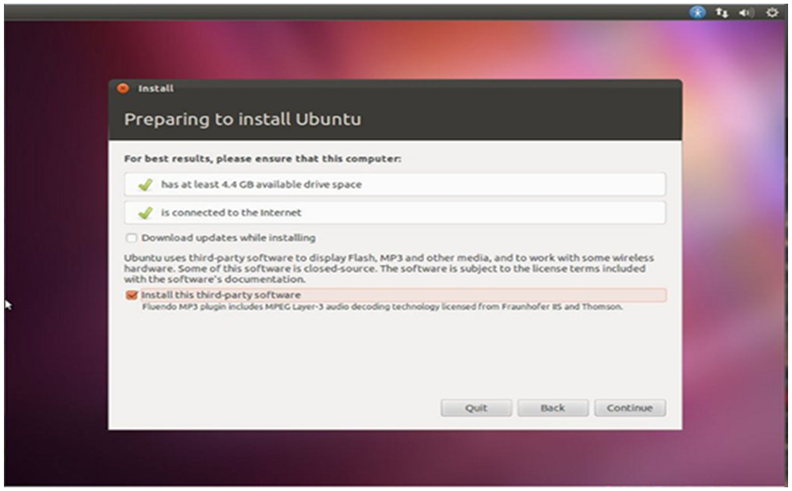 Install
Preparing to install Ubuntu
For best results, please ensure that this computer:
has at least 4.4 GB available drive space
is connected to the Internet
Download updates while installing
Ubuntu uses third-party software to display Flash, MP3 and other media, and to work with some wireless
hardware. Some of this software is closed-source. The software is subject to the license terms included
with the software's documentation.
Install this third-party software
Fluendo MP3 plugin includes MPEG Layer-3 audio decoding technology licensed from Fraunhofer IIS and Thomson.
Quit Back Continue